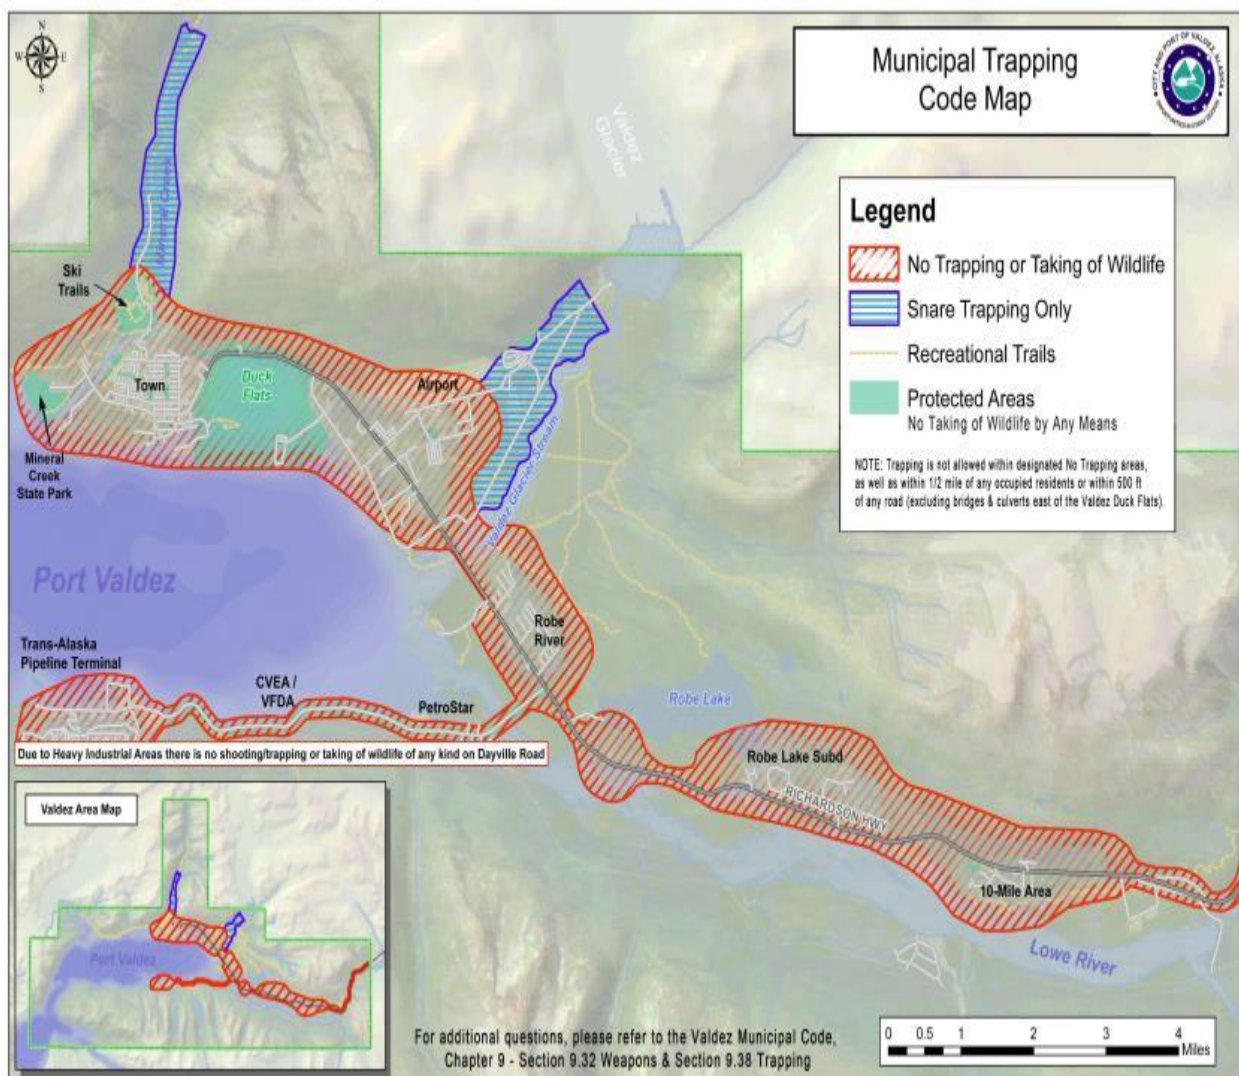 N
W E
S
Municipal Trapping
Code Map
CITY AND PORT OF VALDEZ, ALASKA
Valdez
Glacier
Legend
No Trapping or Taking of Wildlife
Snare Trapping Only
Recreational Trails
Protected Areas
No Taking of Wildlife by Any Means
NOTE: Trapping is not allowed within designated No Trapping areas,
as well as within 1/2 mile of any occupied residents or within 500 ft
of any road (excluding bridges & culverts east of the Valdez Duck Flats).
Ski
Trails
Town
Duck
Flats
Airport
Mineral
Creek
State Park
Valdez Glacier Stream
Port Valdez
Robe
River
Trans-Alaska
Pipeline Terminal
CVEA /
VFDA
PetroStar
Robe Lake
Due to Heavy Industrial Areas there is no shooting/trapping or taking of wildlife of any kind on Dayville Road
Robe Lake Subd
RICHARDSON HWY
10-Mile Area
Lowe River
Valdez Area Map
Port Valdez
For additional questions, please refer to the Valdez Municipal Code,
Chapter 9 - Section 9.32 Weapons & Section 9.38 Trapping
0 0.5 1 2 3 4
Miles